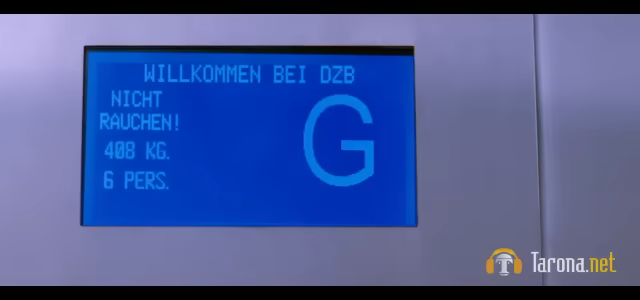 WILLKOMMEN BEI DZB
NICHT
RAUCHEN!
408 KG.
6 PERS.
G
Tarona.net